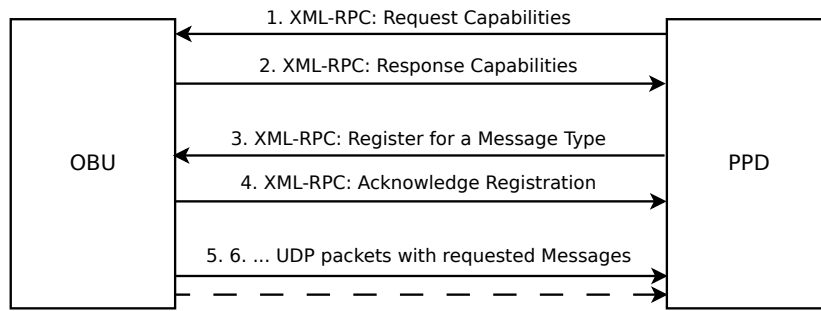 1. XML-RPC: Request Capabilities
2. XML-RPC: Response Capabilities
3. XML-RPC: Register for a Message Type
OBU
PPD
4. XML-RPC: Acknowledge Registration
5. 6. ... UDP packets with requested Messages